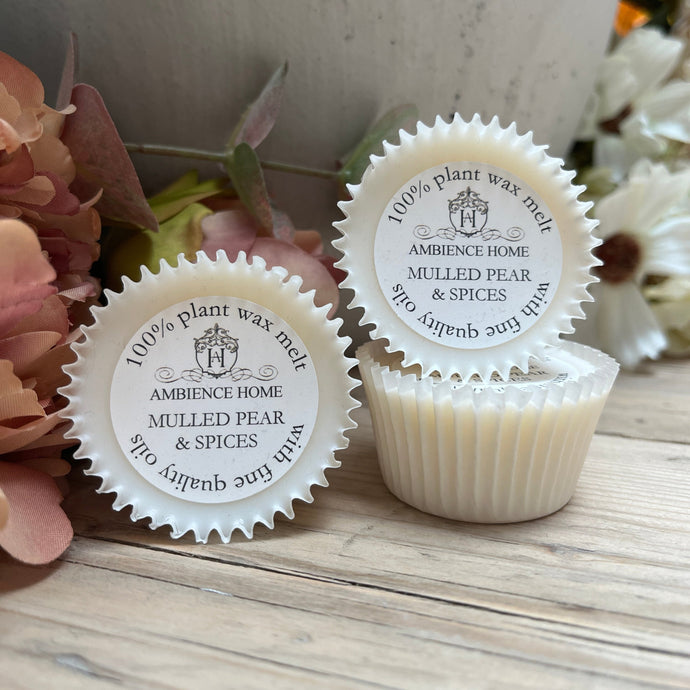 100% plant wax melt
AH
AMBIENCE HOME
MULLED PEAR
& SPICES
with fine quality oils
100% plant wax melt
AH
AMBIENCE HOME
MULLED PEAR
& SPICES
with fine quality oils